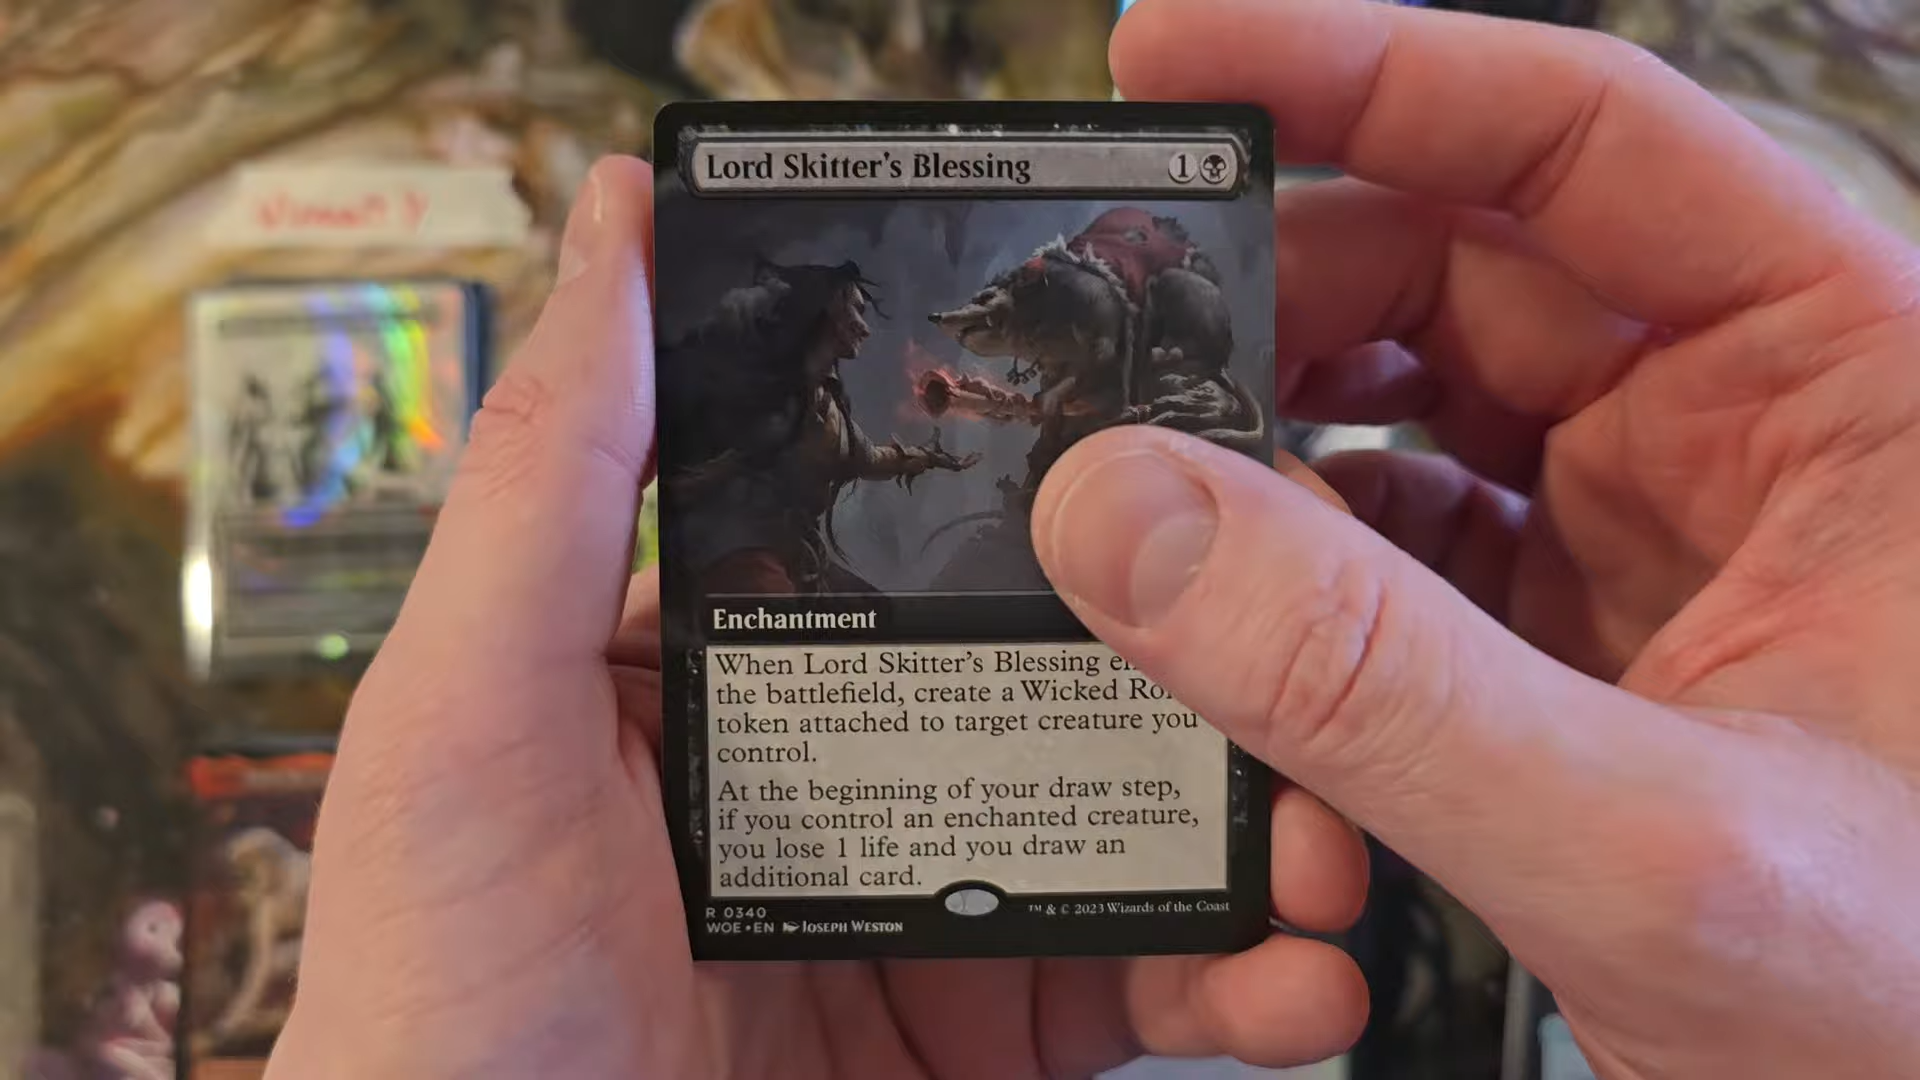 Lord Skitter's Blessing 1
Enchantment
When Lord Skitter's Blessing
the battlefield, create a Wicked
token attached to target creature you
control.
At the beginning of your draw step,
if you control an enchanted creature,
you lose 1 life and you draw an
additional card.
R 0340
WOE • EN JOSEPH WESTON
™ & © 2023 Wizards of the Coast